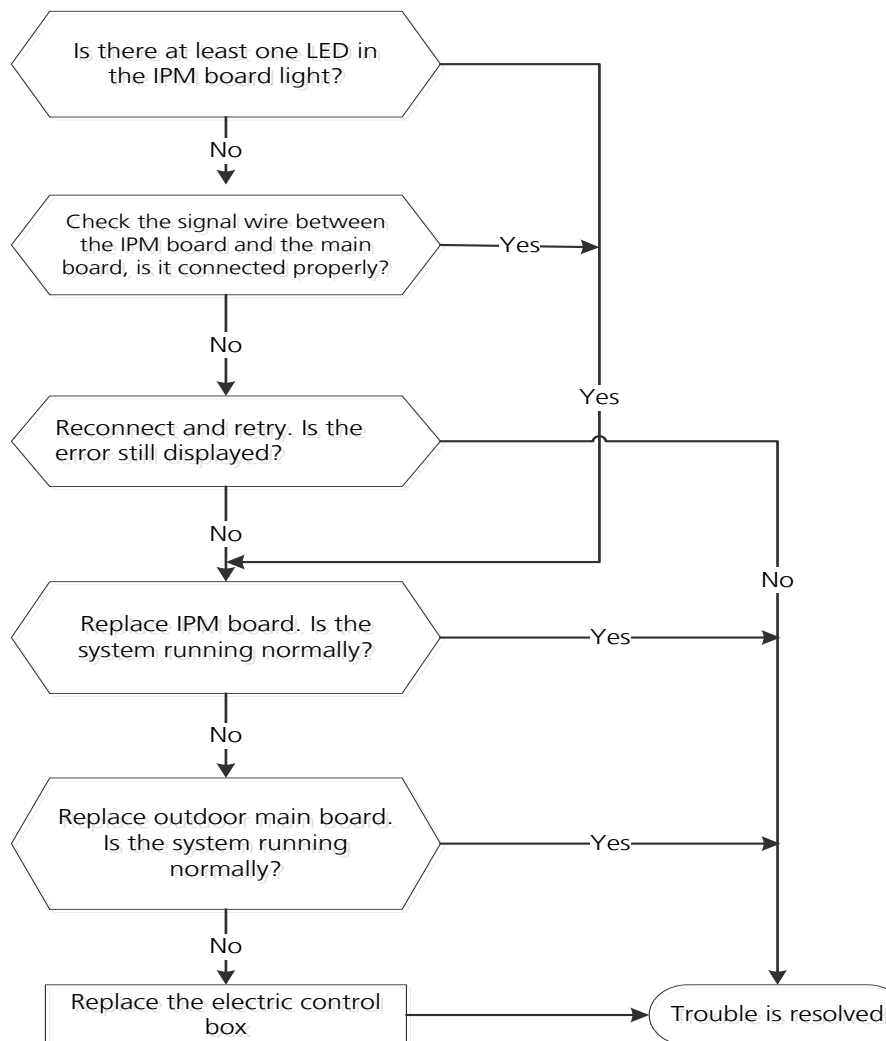 Is there at least one LED in
the IPM board light?
No
Check the signal wire between
the IPM board and the main
board, is it connected properly?
Yes
No
Yes
Reconnect and retry. Is the
error still displayed?
No
No
Replace IPM board. Is the
system running normally?
Yes
No
Replace outdoor main board.
Is the system running
normally?
Yes
No
Replace the electric control
box
Trouble is resolved